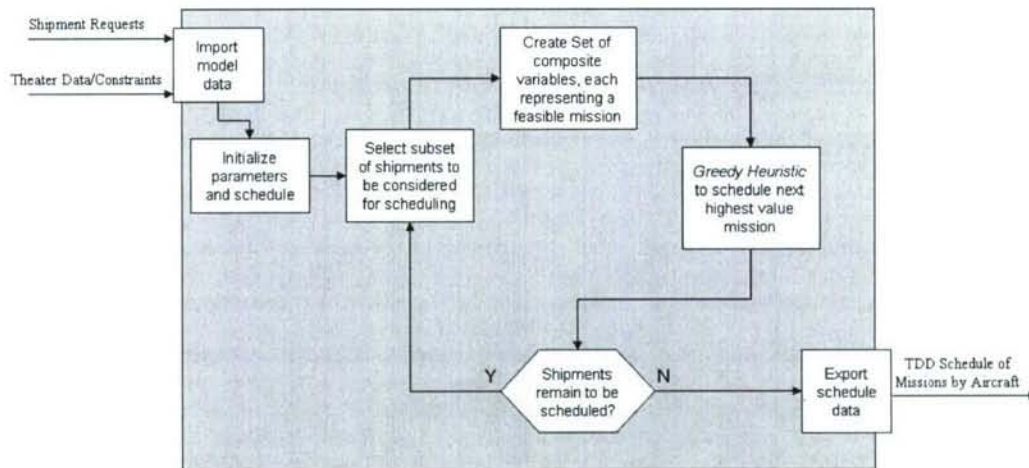 Shipment Requests
Theater Data/Constraints
Import
model
data
Initialize
parameters
and schedule
Select subset
of shipments to
be considered
for scheduling
Create Set of
composite
variables, each
representing a
feasible mission
Greedy Heuristic
to schedule next
highest value
mission
Y
Shipments
remain to be
scheduled?
N
Export
schedule
data
TDD Schedule of
Missions by Aircraft